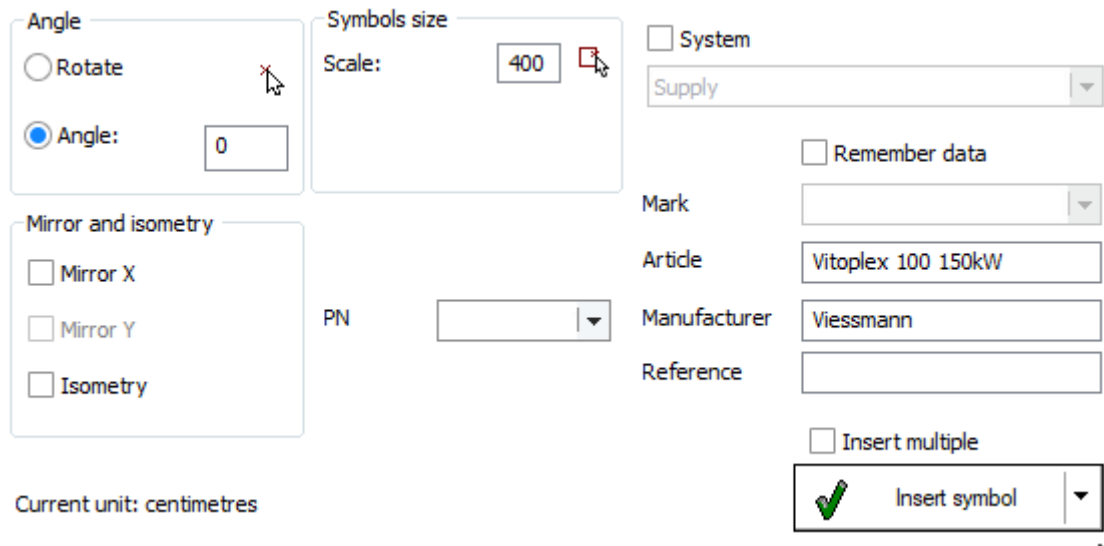 Angle
Rotate
Angle:
0
Symbols size
Scale:
400
System
Supply
Remember data
Mark
Article
Vitoplex 100 150kW
Manufacturer
Viessmann
Reference
Mirror and isometry
Mirror X
Mirror Y
Isometry
PN
Insert multiple
Insert symbol
Current unit: centimetres